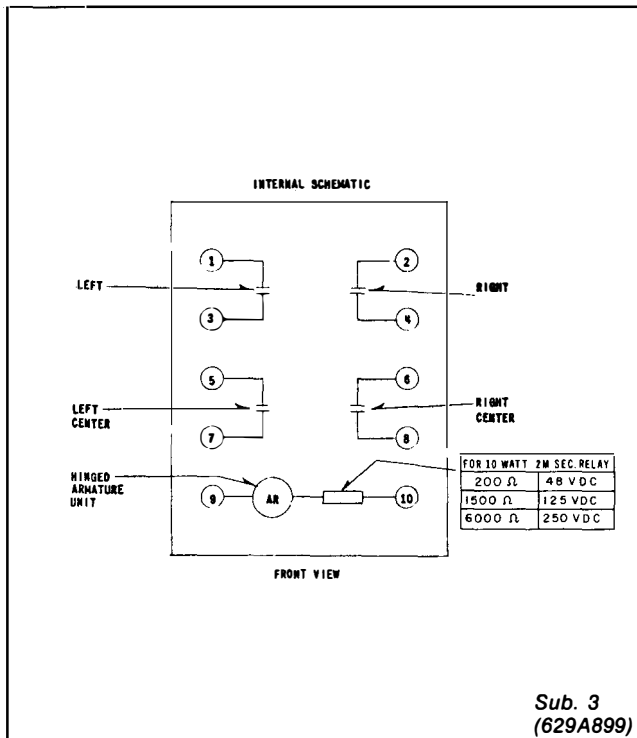 INTERNAL SCHEMATIC
1
2
LEFT
RIGHT
3
4
5
6
LEFT
CENTER
RIGHT
CENTER
7
8
FOR 10 WATT 2M SEC. RELAY
200 Ω 48 VDC
1500 Ω 125 VDC
6000 Ω 250 VDC
HINGED
ARMATURE
UNIT
9
AR
10
FRONT VIEW
Sub. 3
(629A899)